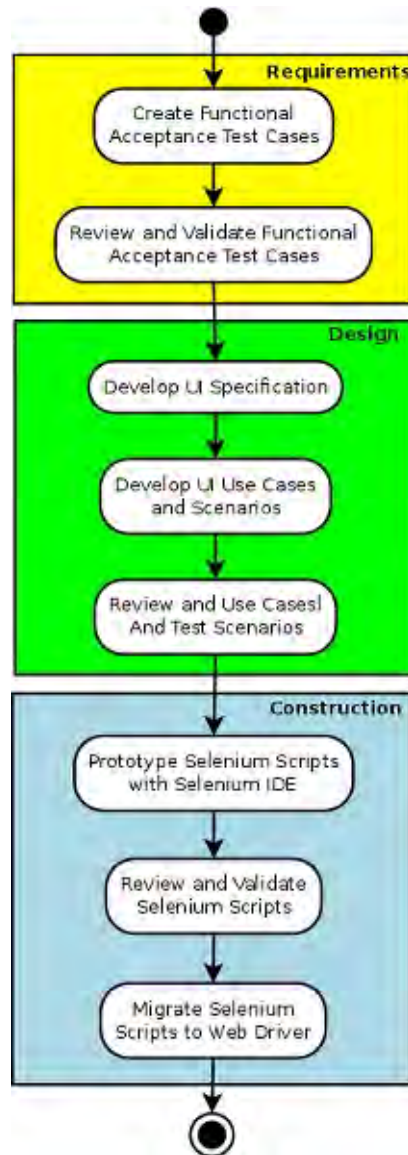 Requirements
Create Functional
Acceptance Test Cases
Review and Validate Functional
Acceptance Test Cases
Design
Develop UI Specification
Develop UI Use Cases
and Scenarios
Review and Use Casesl
And Test Scenarios
Construction
Prototype Selenium Scripts
with Selenium IDE
Review and Validate
Selenium Scripts
Migrate Selenium
Scripts to Web Driver